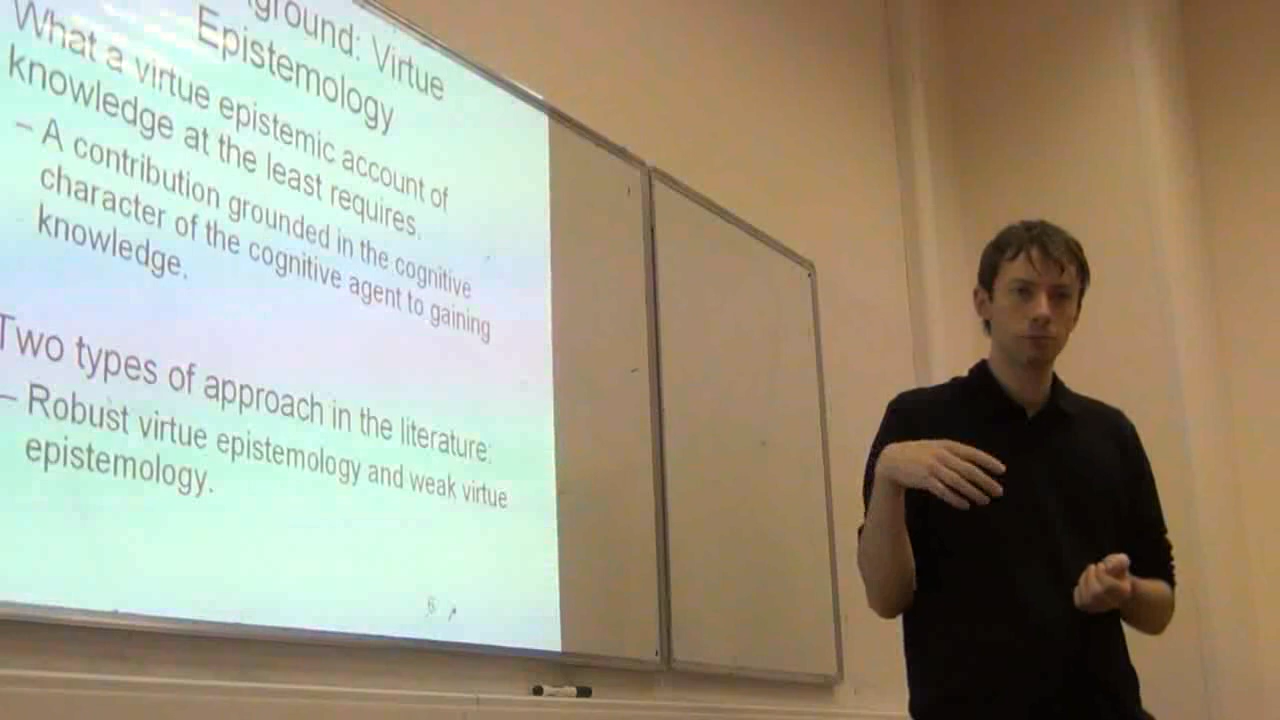 ground: Virtue
Epistemology
What a virtue epistemic account of
knowledge at the least requires.
– A contribution grounded in the cognitive
character of the cognitive agent to gaining
knowledge.
Two types of approach in the literature:
– Robust virtue epistemology and weak virtue
epistemology.
6